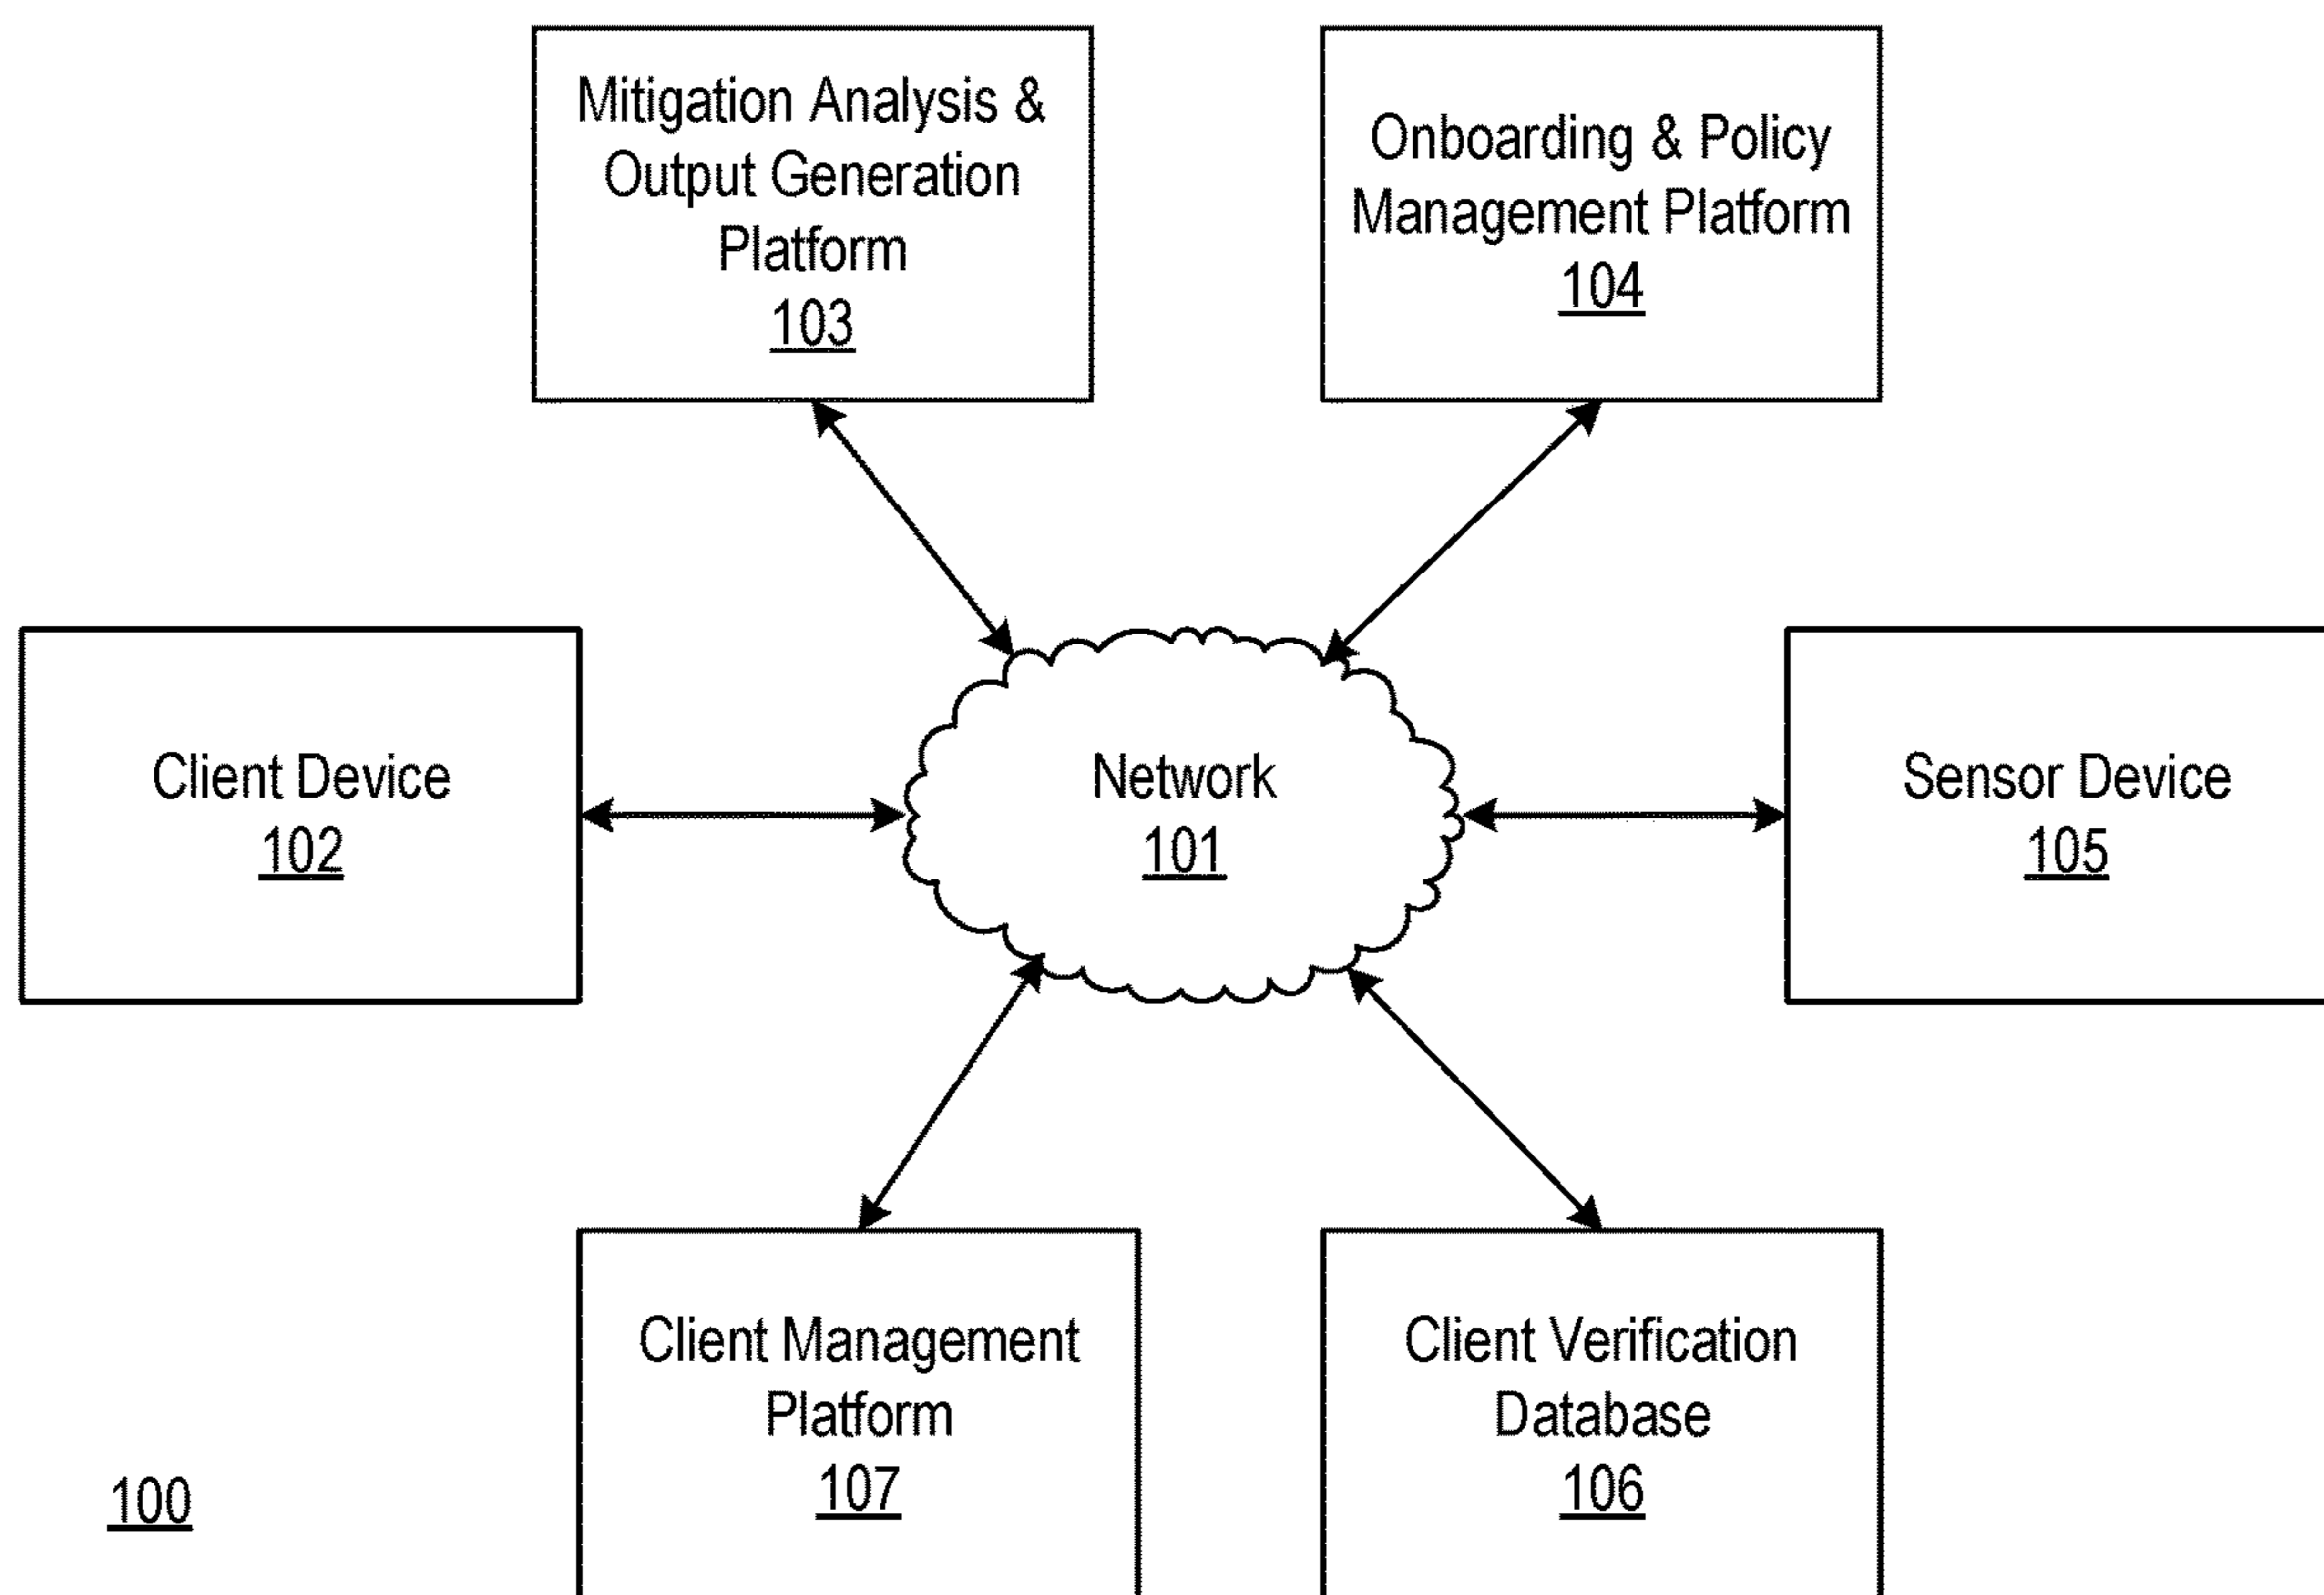 Mitigation Analysis &
Output Generation
Platform
103
Onboarding & Policy
Management Platform
104
Client Device
102
Network
101
Sensor Device
105
Client Management
Platform
107
Client Verification
Database
106
100